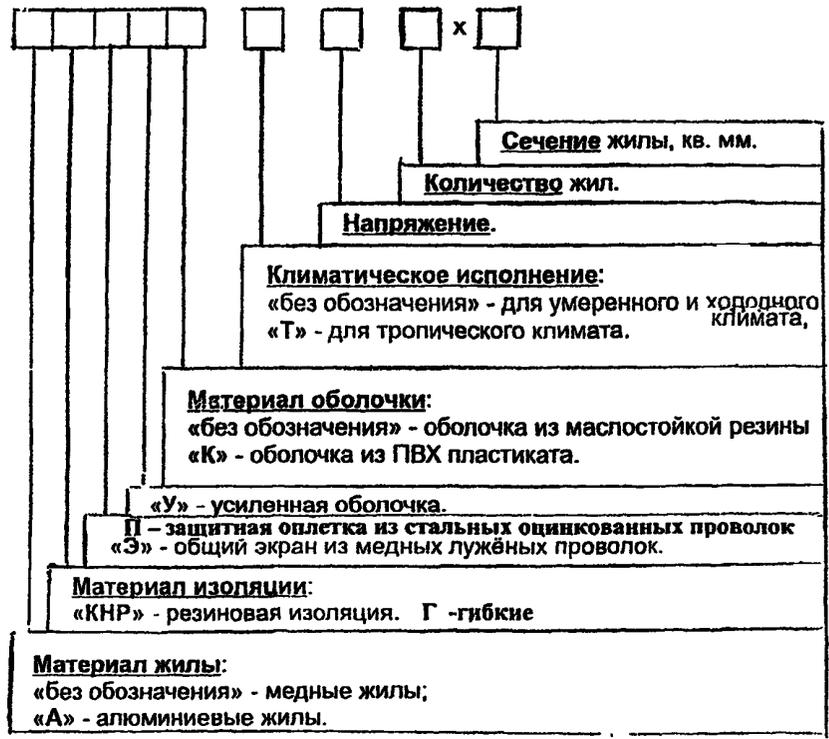 х
Сечение жилы, кв. мм.
Количество жил.
Напряжение.
Климатическое исполнение:
«без обозначения» - для умеренного и холодного
климата,
«Т» - для тропического климата.
Материал оболочки:
«без обозначения» - оболочка из маслостойкой резины
«К» - оболочка из ПВХ пластиката.
«У» - усиленная оболочка.
П – защитная оплетка из стальных оцинкованных проволок
«Э» - общий экран из медных лужёных проволок.
Материал изоляции:
«КНР» - резиновая изоляция. Г -гибкие
Материал жилы:
«без обозначения» - медные жилы;
«А» - алюминиевые жилы.